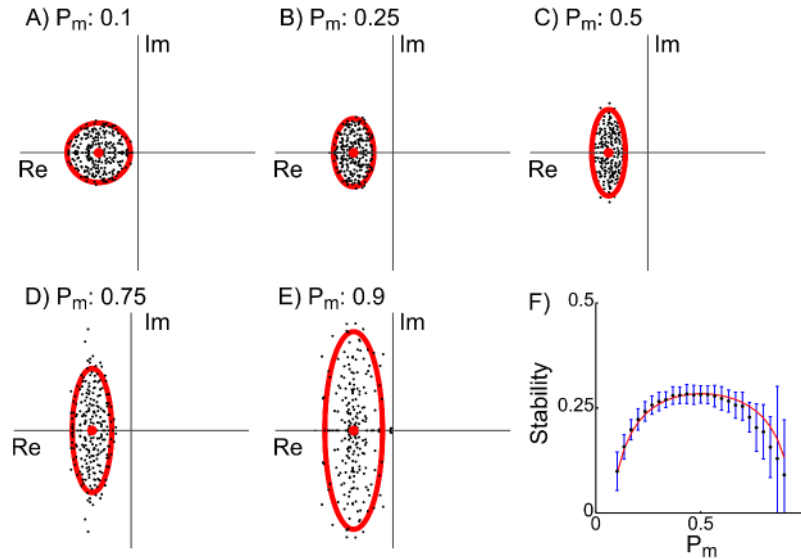 A) Pm: 0.1
Im
Re
B) Pm: 0.25
Im
Re
C) Pm: 0.5
Im
Re
D) Pm: 0.75
Im
Re
E) Pm: 0.9
Im
Re
F)
0.5
0.25
0
Stability
0
0.5
Pm